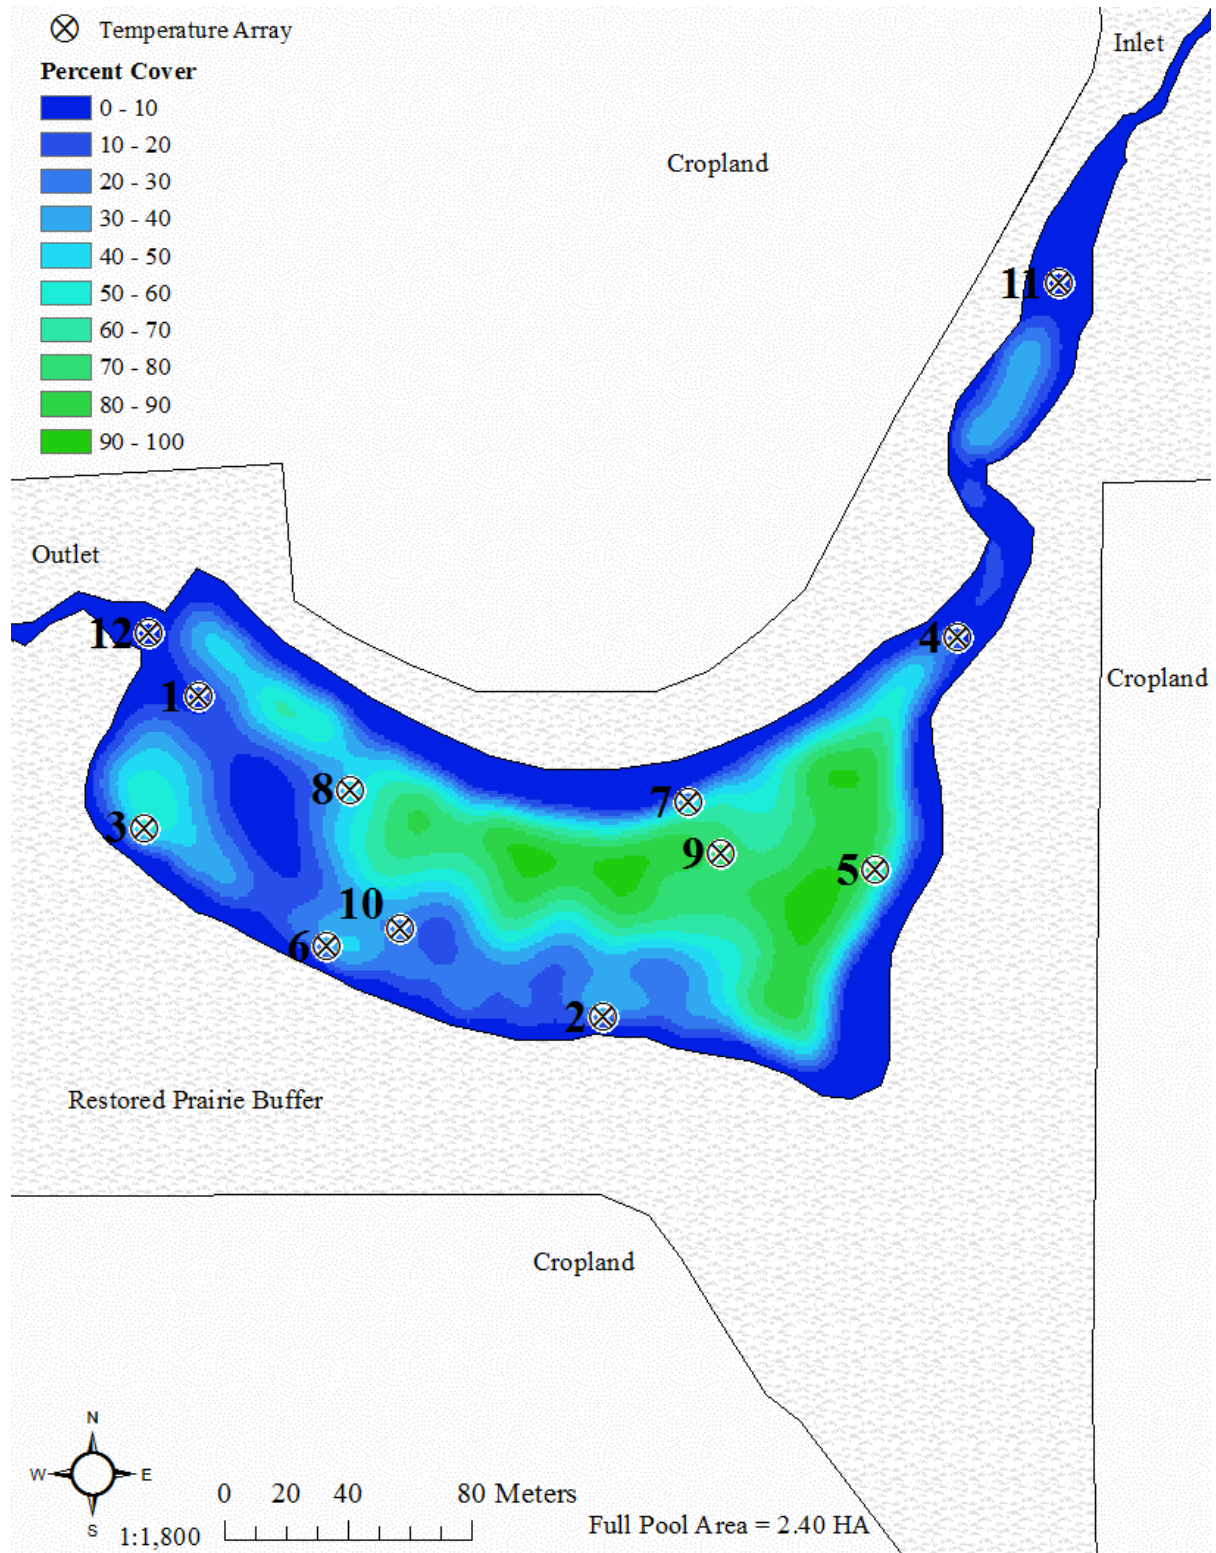 Temperature Array
Percent Cover
0 - 10
10 - 20
20 - 30
30 - 40
40 - 50
50 - 60
60 - 70
70 - 80
80 - 90
90 - 100
Inlet
Cropland
11
Outlet
12
4
Cropland
1
8
7
3
9
5
10
6
2
Restored Prairie Buffer
Cropland
N
W E
S
0 20 40 80 Meters
1:1,800
Full Pool Area = 2.40 HA